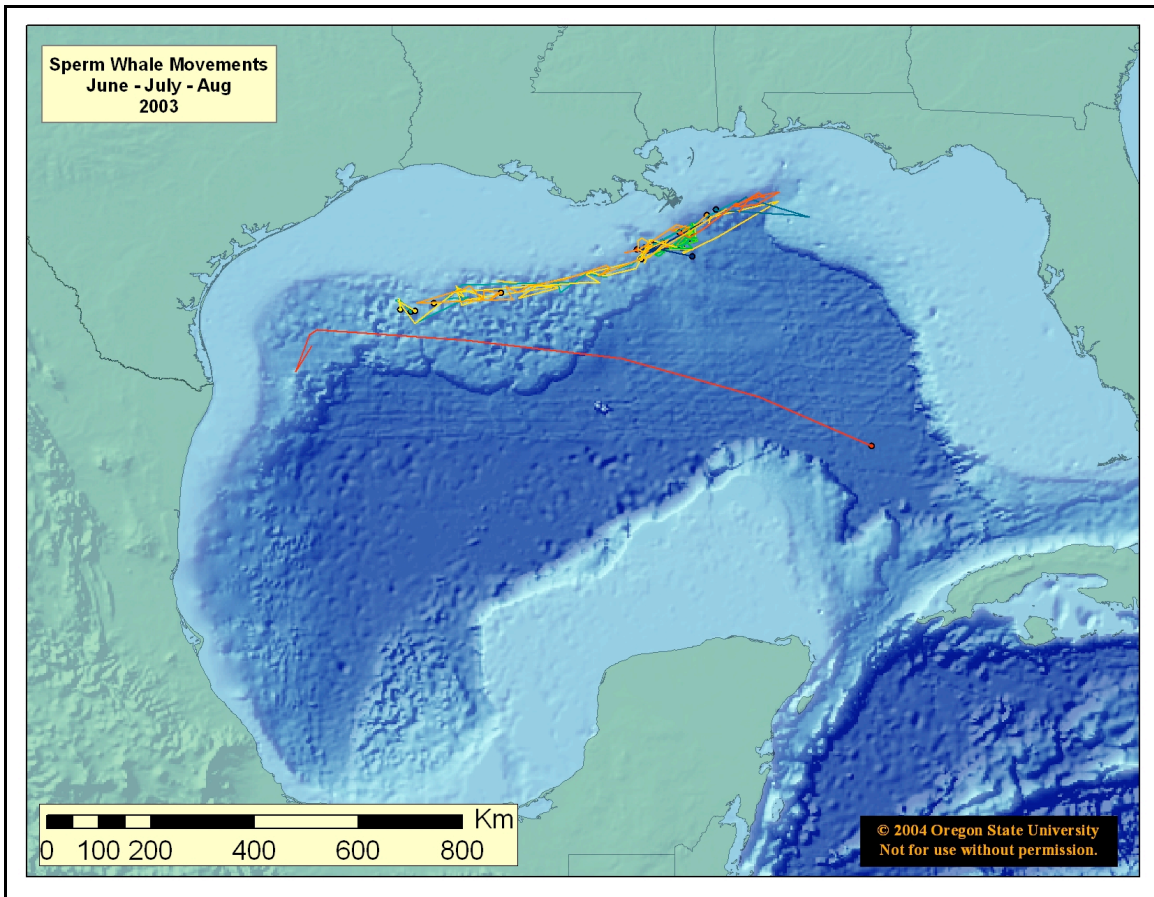 Sperm Whale Movements
June - July - Aug
2003
Km
0 100 200 400 600 800
© 2004 Oregon State University
Not for use without permission.